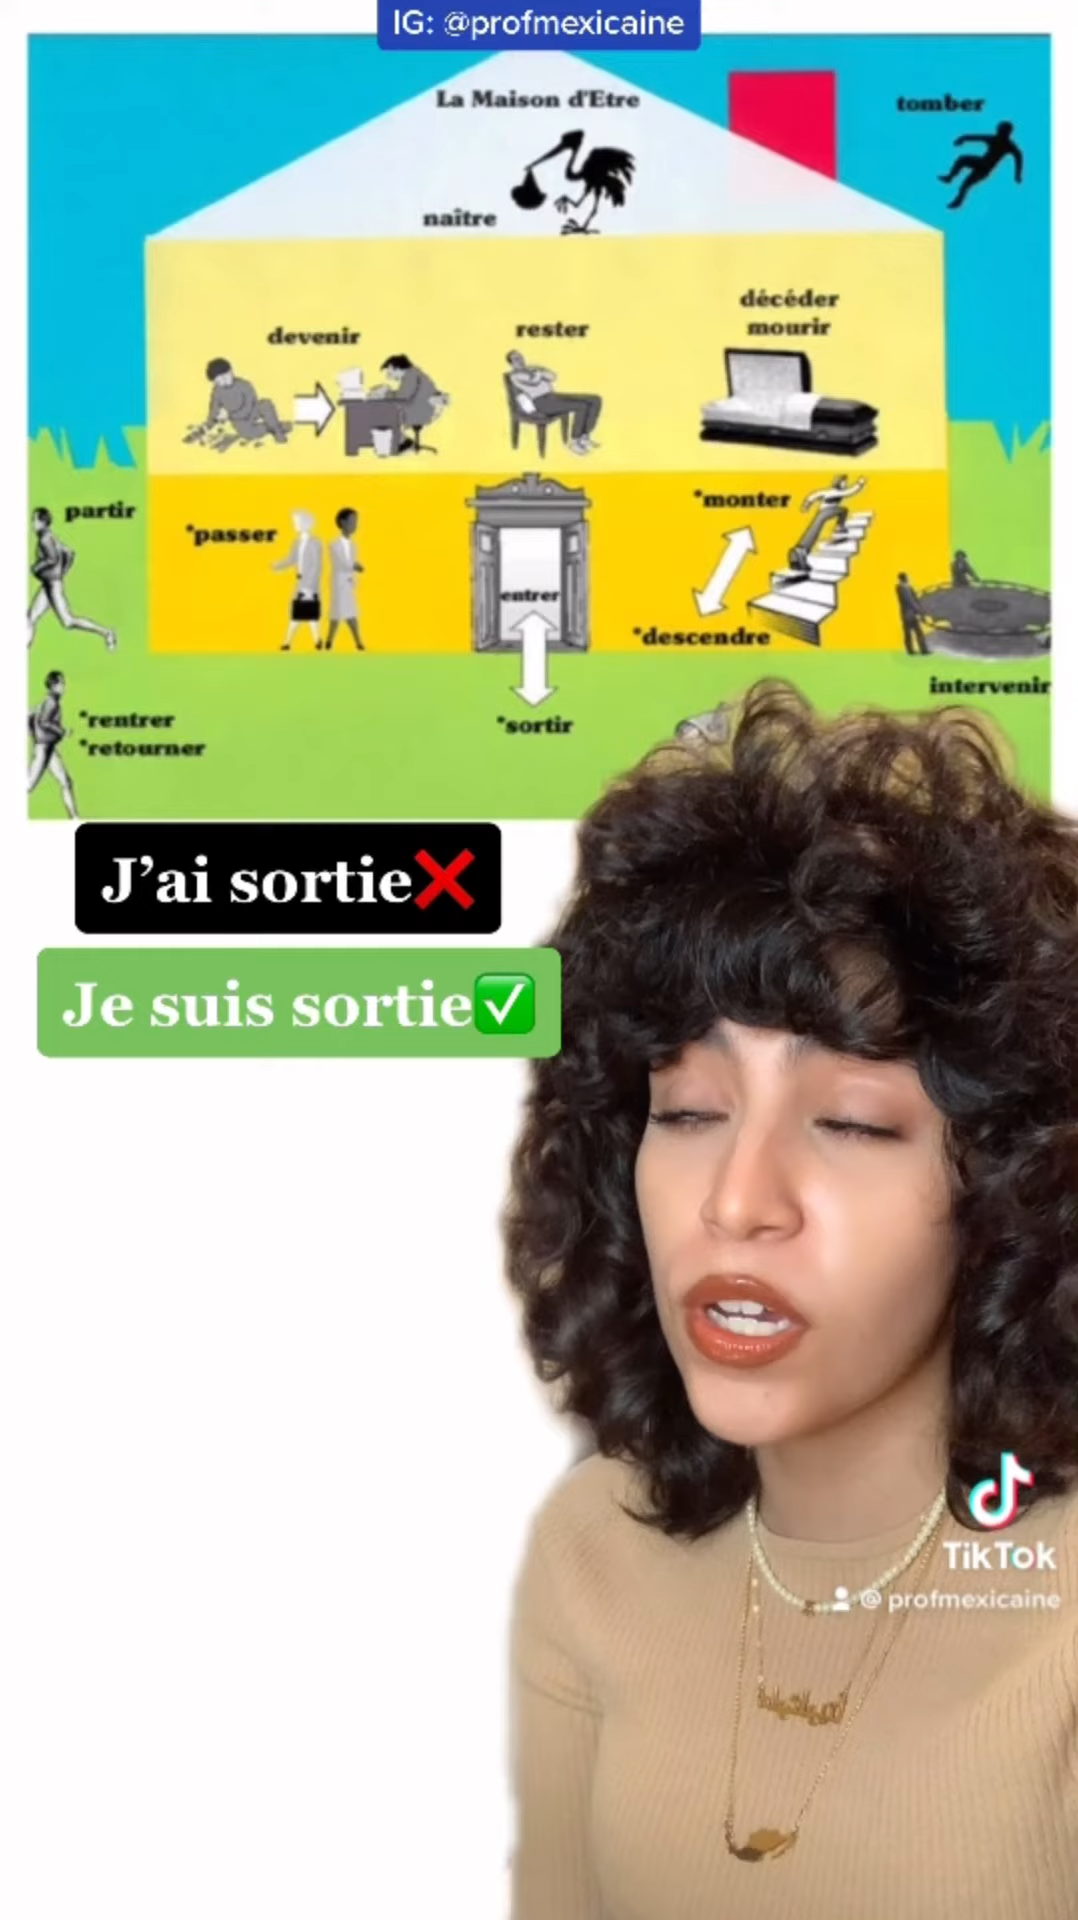 IG: @profmexicaine
La Maison d'Etre
tomber
naître
décéder
mourir
devenir
rester
partir
*passer
entrer
*monter
*descendre
intervenir
*rentrer
*retourner
*sortir
J'ai sortie❌
Je suis sortie✅
TikTok
@profmexicaine